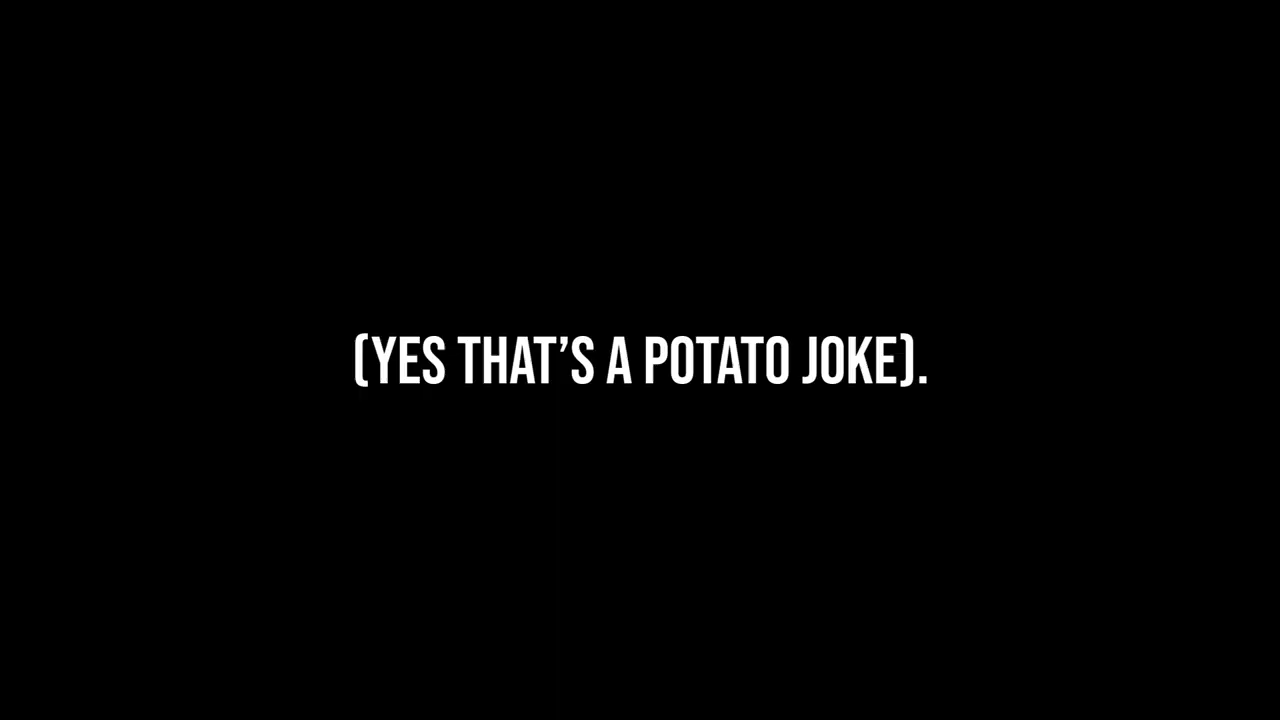 (YES THAT’S A POTATO JOKE).